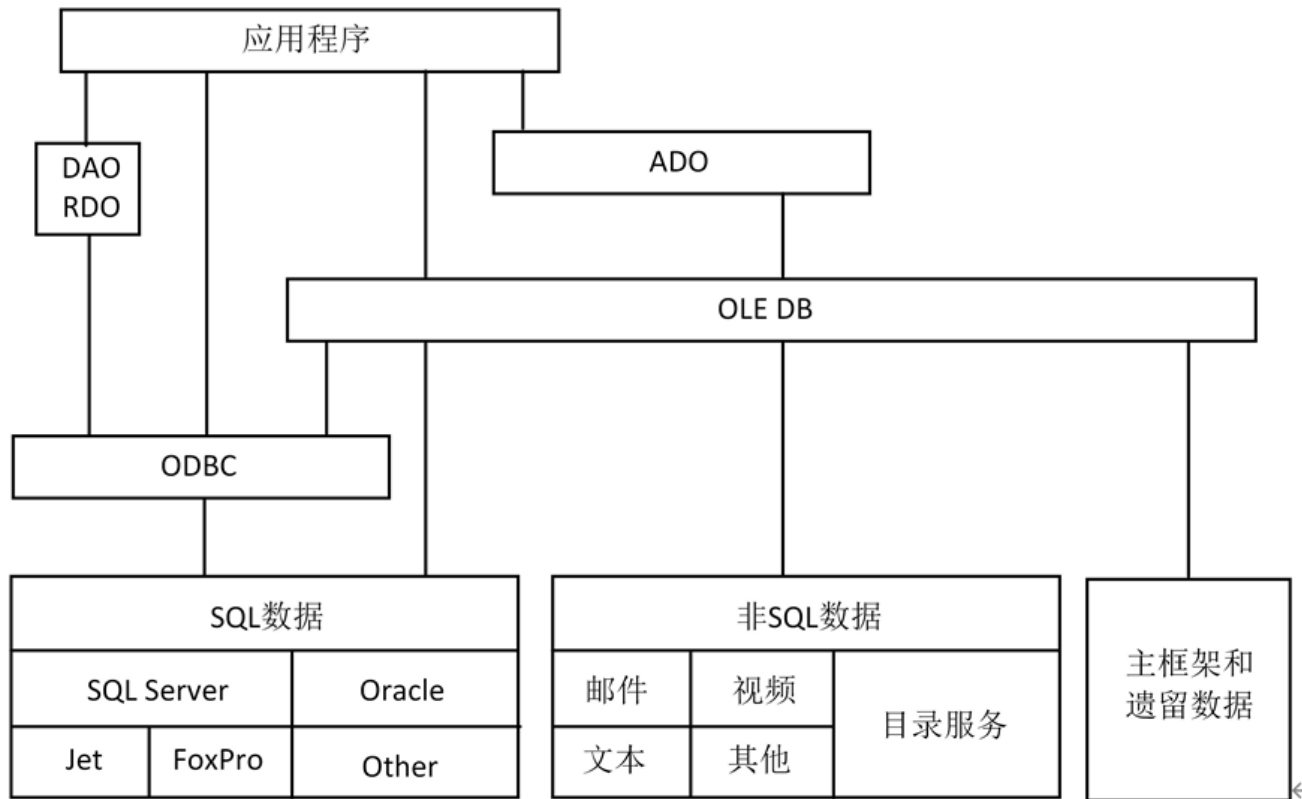 应用程序
DAO
RDO
ADO
OLE DB
ODBC
SQL数据
SQL Server
Oracle
Jet
FoxPro
Other
非SQL数据
邮件
视频
文本
其他
目录服务
主框架和
遗留数据